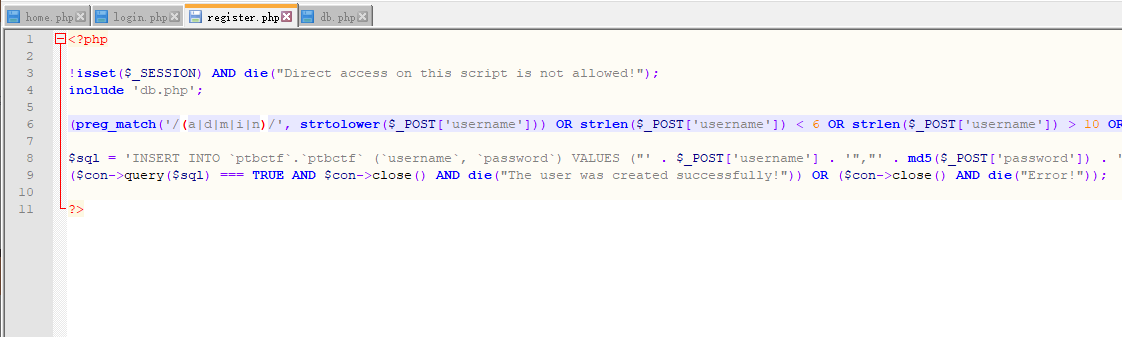 home.php login.php register.php db.php
1 <?php
2
3 !isset($_SESSION) AND die("Direct access on this script is not allowed!");
4 include 'db.php';
5
6 (preg_match('/(a|d|m|i|n)/', strtolower($_POST['username'])) OR strlen($_POST['username']) < 6 OR strlen($_POST['username']) > 10 OR
7
8 $sql = 'INSERT INTO `ptbctf`.`ptbctf` (`username`, `password`) VALUES ("' . $_POST['username'] . '","' . md5($_POST['password']) . '
9 ($con->query($sql) === TRUE AND $con->close() AND die("The user was created successfully!")) OR ($con->close() AND die("Error!"));
10
11 ?>